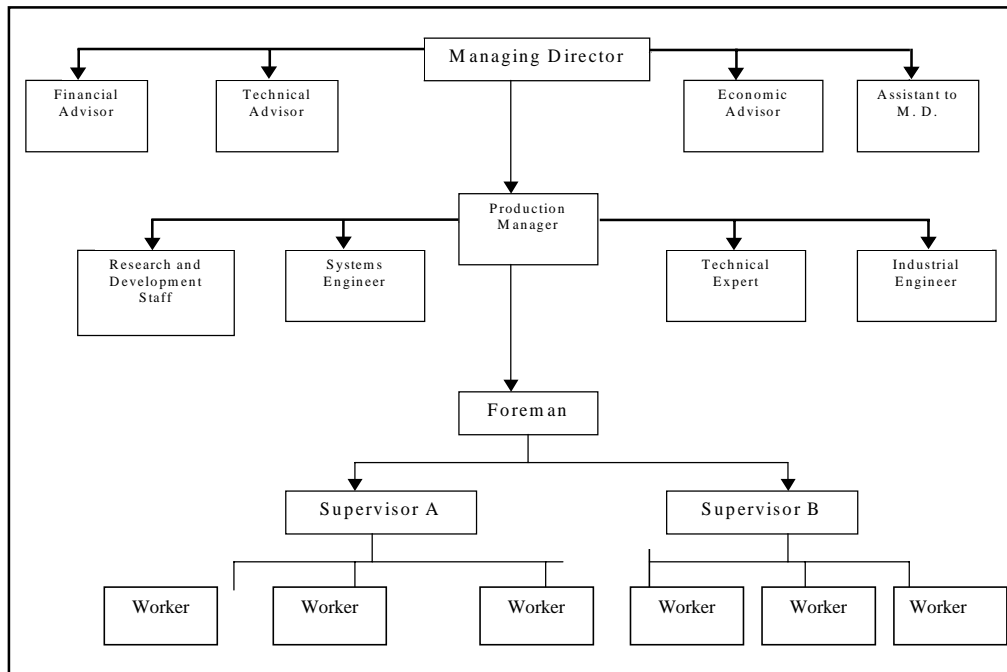 Managing Director
Financial
Advisor
Technical
Advisor
Economic
Advisor
Assistant to
M. D.
Production
Manager
Research and
Development
Staff
Systems
Engineer
Technical
Expert
Industrial
Engineer
Foreman
Supervisor A
Supervisor B
Worker
Worker
Worker
Worker
Worker
Worker